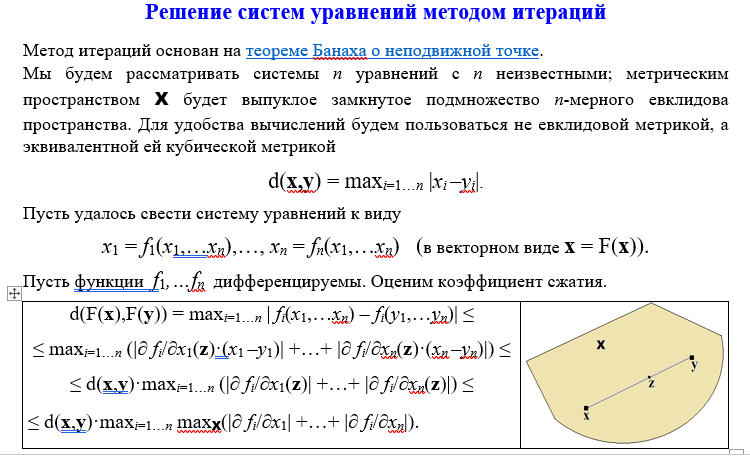 Решение систем уравнений методом итераций
Метод итераций основан на теореме Банаха о неподвижной точке.
Мы будем рассматривать системы n уравнений с n неизвестными; метрическим
пространством X будет выпуклое замкнутое подмножество n-мерного евклидова
пространства. Для удобства вычислений будем пользоваться не евклидовой метрикой, а
эквивалентной ей кубической метрикой
d(x,y) = maxi=1…n |xi–yi|.
Пусть удалось свести систему уравнений к виду
x1 = f1(x1,…xn),…, xn = fn(x1,…xn) (в векторном виде x = F(x)).
Пусть функции f1, …fn дифференцируемы. Оценим коэффициент сжатия.
d(F(x),F(y)) = maxi=1…n | fi(x1,…xn) – fi(y1,…yn)| ≤
≤ maxi=1…n (|∂ fi/∂x1(z)·(x1–y1)| +…+ |∂ fi/∂xn(z)·(xn–yn)|) ≤
≤ d(x,y)·maxi=1…n (|∂ fi/∂x1(z)| +…+ |∂ fi/∂xn(z)|) ≤
≤ d(x,y)·maxi=1…n maxX(|∂ fi/∂x1| +…+ |∂ fi/∂xn|).
X
y
z
x